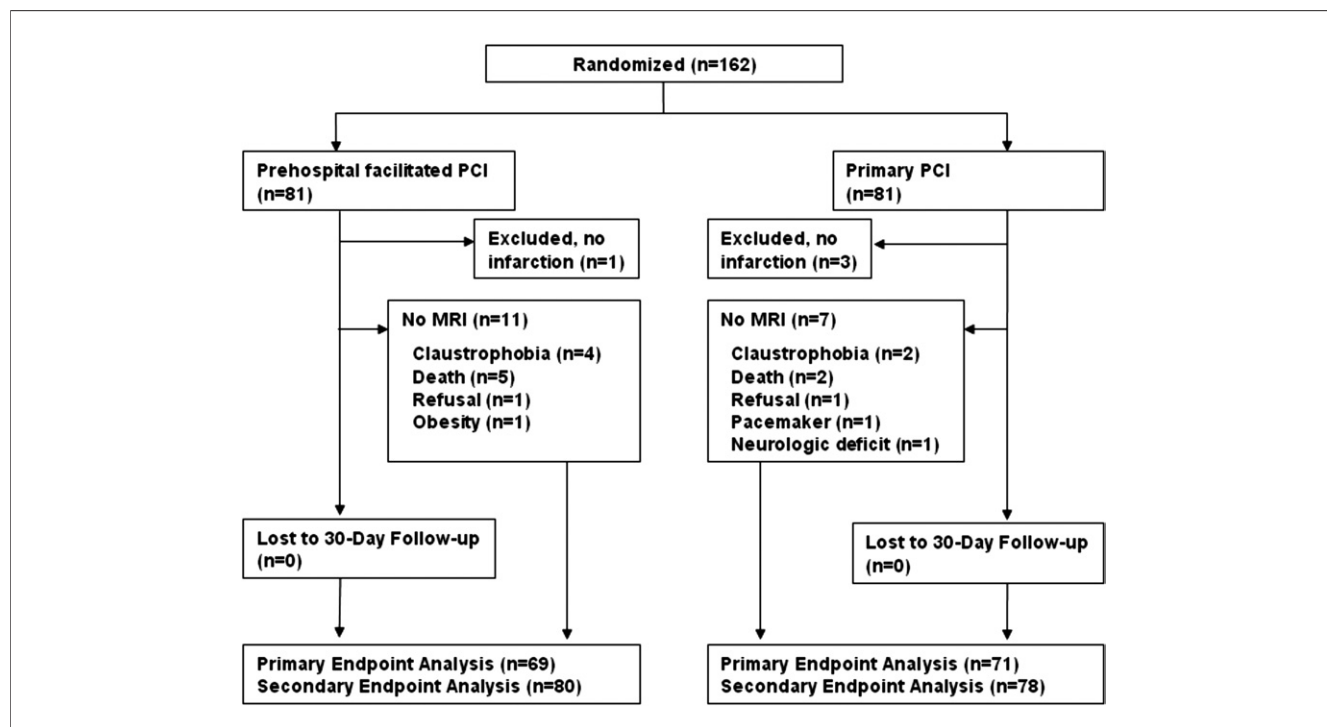 Randomized (n=162)
Prehospital facilitated PCI
(n=81)
Primary PCI
(n=81)
Excluded, no
infarction (n=1)
Excluded, no
infarction (n=3)
No MRI (n=11)
Claustrophobia (n=4)
Death (n=5)
Refusal (n=1)
Obesity (n=1)
No MRI (n=7)
Claustrophobia (n=2)
Death (n=2)
Refusal (n=1)
Pacemaker (n=1)
Neurologic deficit (n=1)
Lost to 30-Day Follow-up
(n=0)
Lost to 30-Day Follow-up
(n=0)
Primary Endpoint Analysis (n=69)
Secondary Endpoint Analysis (n=80)
Primary Endpoint Analysis (n=71)
Secondary Endpoint Analysis (n=78)